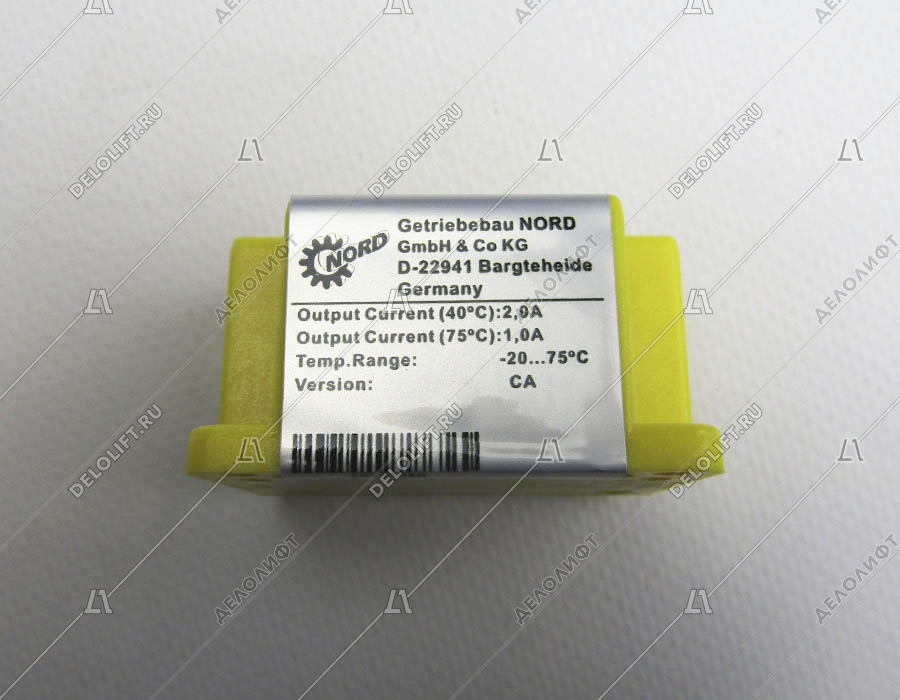 NORD
Getriebebau NORD
GmbH & Co KG
D-22941 Bargteheide
Germany
Output Current (40ºC):2,0A
Output Current (75ºC):1,0A
Temp.Range: -20...75ºC
Version: CA
DELOLIFT.RU
ДЕЛОЛИФТ